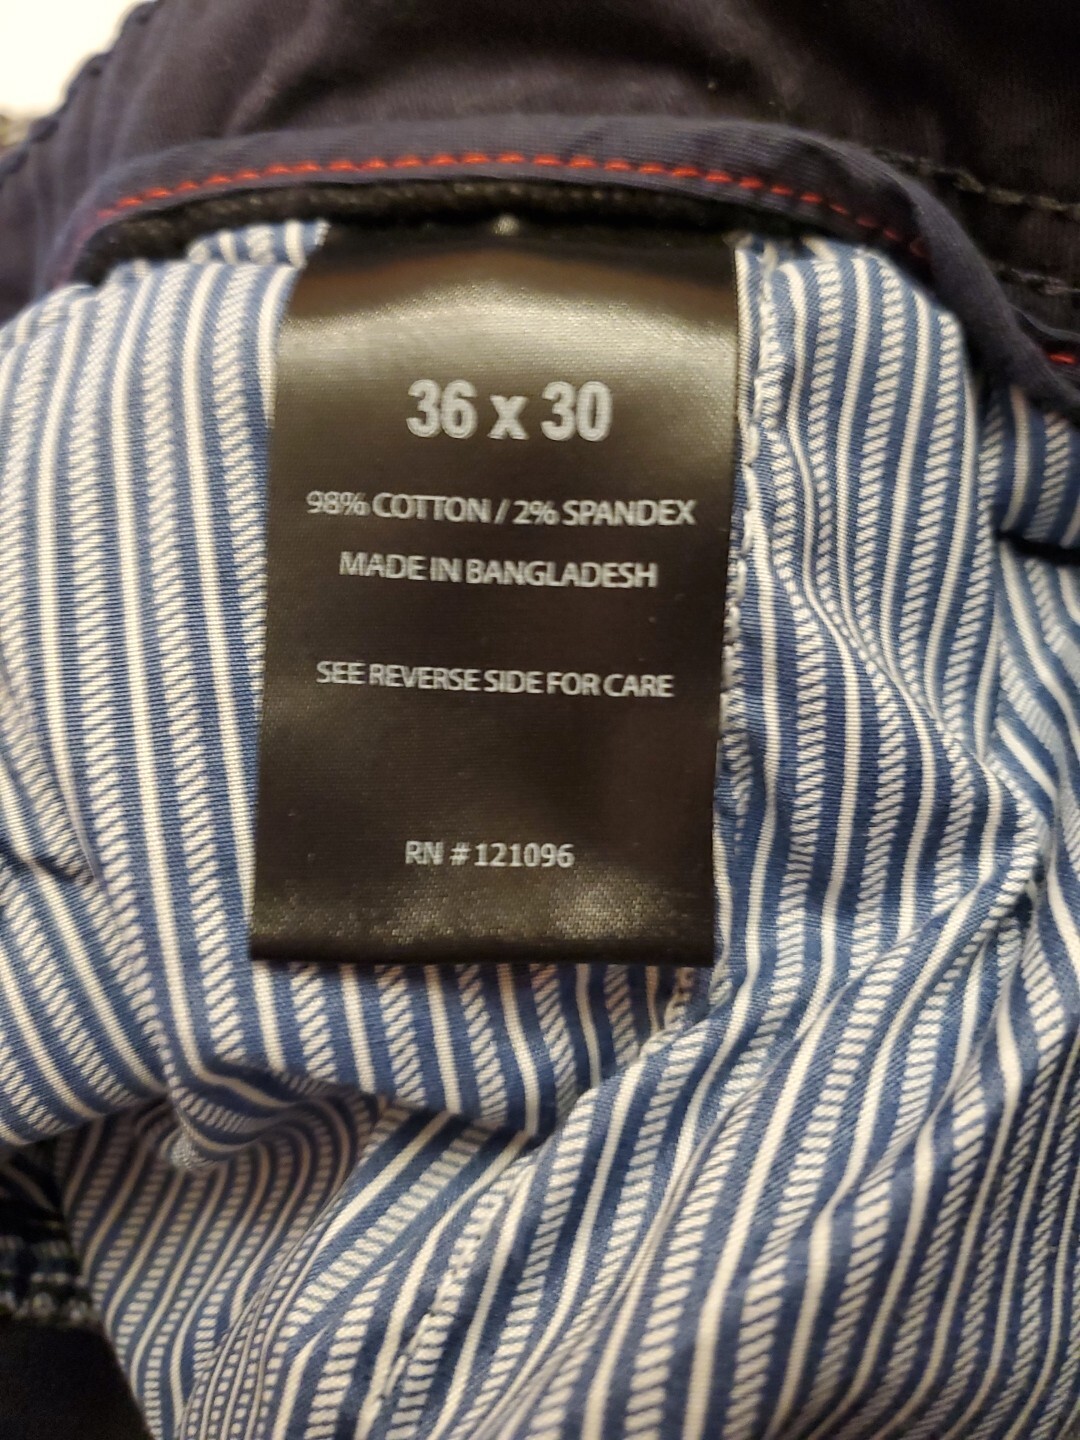 36 x 30
98% COTTON / 2% SPANDEX
MADE IN BANGLADESH
SEE REVERSE SIDE FOR CARE
RN # 121096